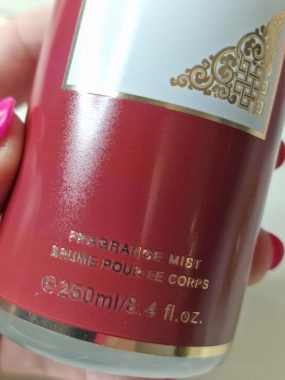 FRAGRANCE MIST
BRUME POUR LE CORPS
℮250ml/8.4 fl.oz.